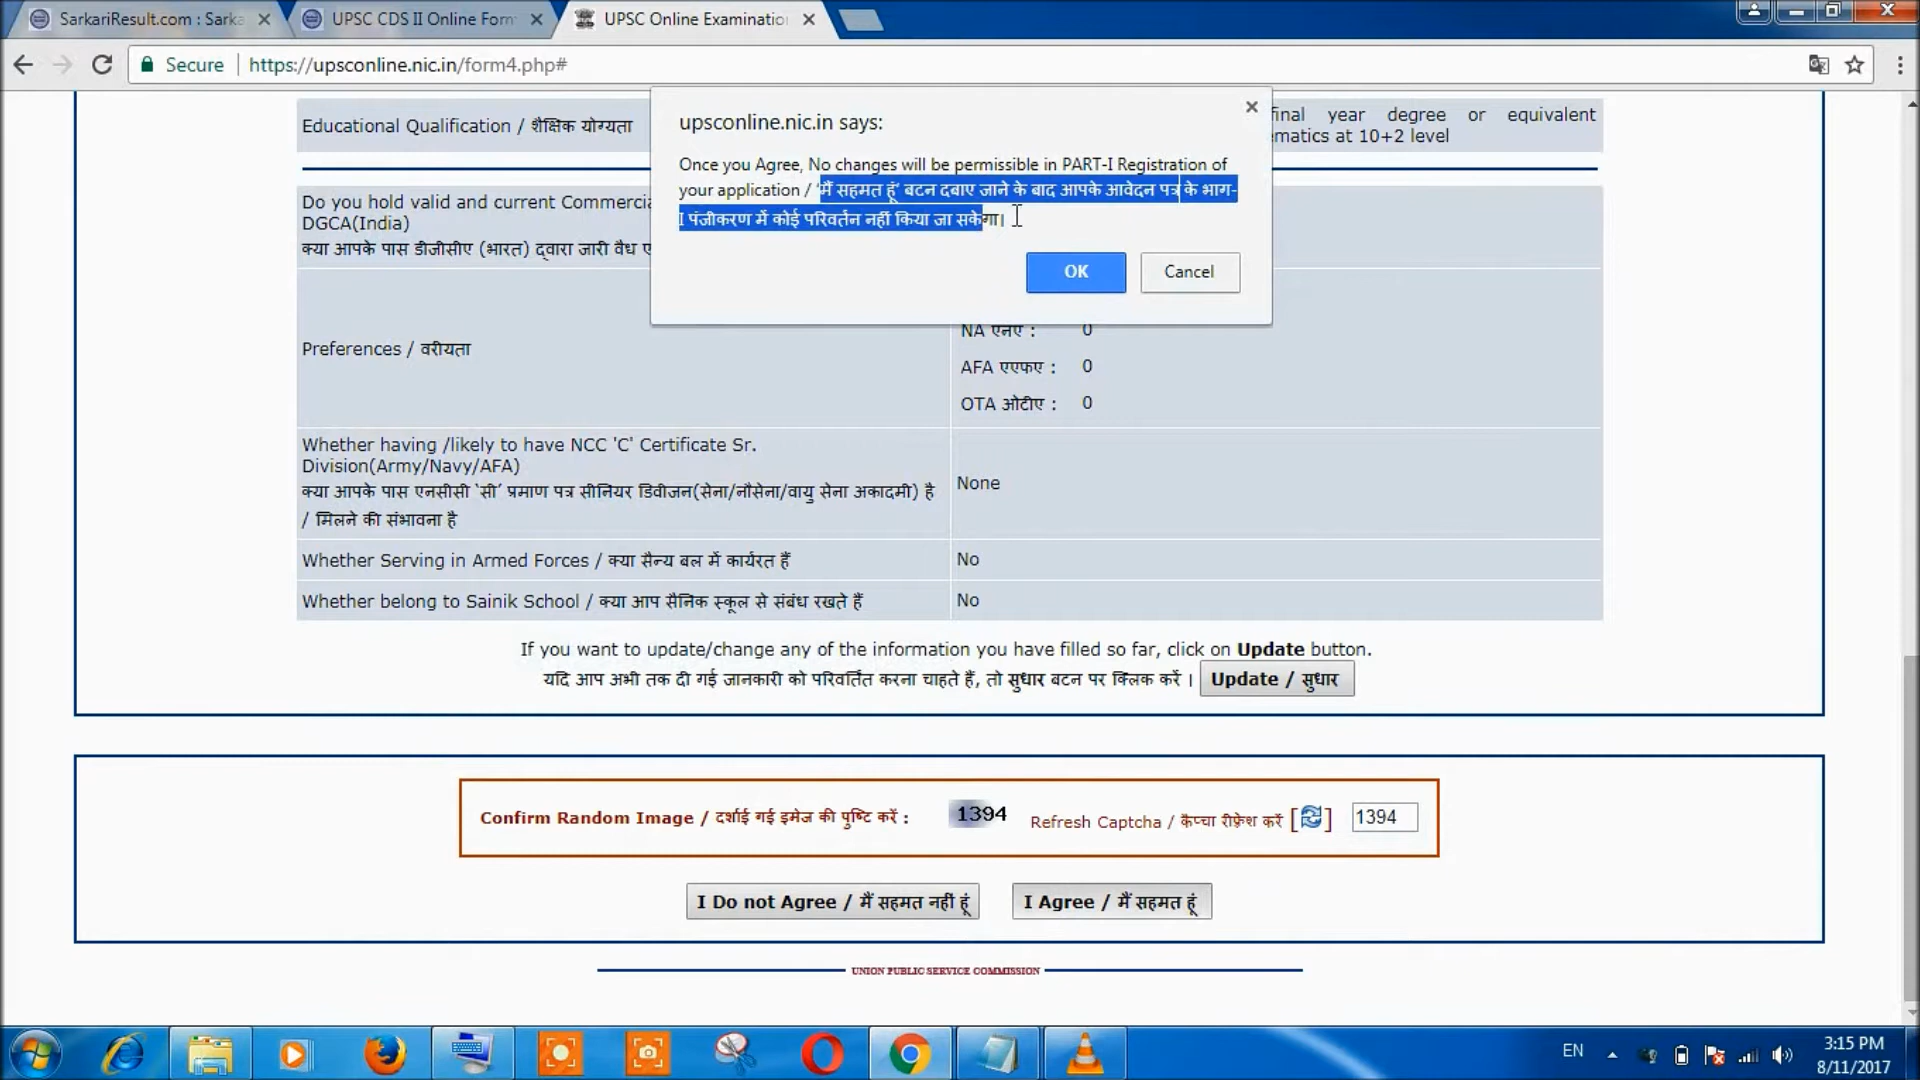 SarkariResult.com : Sarka
UPSC CDS II Online Form
UPSC Online Examination
Secure
https://upsconline.nic.in/form4.php#
Educational Qualification / शैक्षिक योग्यता
final year degree or equivalent
matics at 10+2 level
upsconline.nic.in says:
Once you Agree, No changes will be permissible in PART-I Registration of
your application / 'मैं सहमत हूं' बटन दबाए जाने के बाद आपके आवेदन पत्र के भाग-
I पंजीकरण में कोई परिवर्तन नहीं किया जा सकेगा।
OK
Cancel
Do you hold valid and current Commercia
DGCA(India)
क्या आपके पास डीजीसीए (भारत) द्वारा जारी वैध ए
Preferences / वरीयता
NA एनए : 0
AFA एएफए : 0
OTA ओटीए : 0
Whether having /likely to have NCC 'C' Certificate Sr.
Division(Army/Navy/AFA)
क्या आपके पास एनसीसी `सी´ प्रमाण पत्र सीनियर डिवीजन(सेना/नौसेना/वायु सेना अकादमी) है
/ मिलने की संभावना है
None
Whether Serving in Armed Forces / क्या सैन्य बल में कार्यरत हैं
No
Whether belong to Sainik School / क्या आप सैनिक स्कूल से संबंध रखते हैं
No
If you want to update/change any of the information you have filled so far, click on Update button.
यदि आप अभी तक दी गई जानकारी को परिवर्तित करना चाहते हैं, तो सुधार बटन पर क्लिक करें । Update / सुधार
Confirm Random Image / दर्शाई गई इमेज की पुष्टि करें : 1394 Refresh Captcha / कैप्चा रीफ़्रेश करें [ ] 1394
I Do not Agree / मैं सहमत नहीं हूं
I Agree / मैं सहमत हूं
UNION PUBLIC SERVICE COMMISSION
EN
3:15 PM
8/11/2017